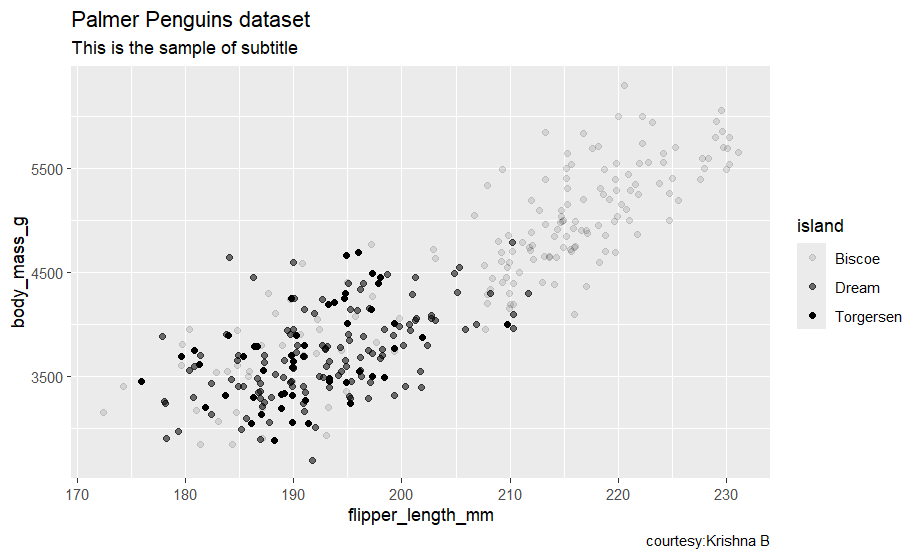 Palmer Penguins dataset
This is the sample of subtitle
body_mass_g
5500
4500
3500
170 180 190 200 210 220 230
flipper_length_mm
island
Biscoe
Dream
Torgersen
courtesy:Krishna B